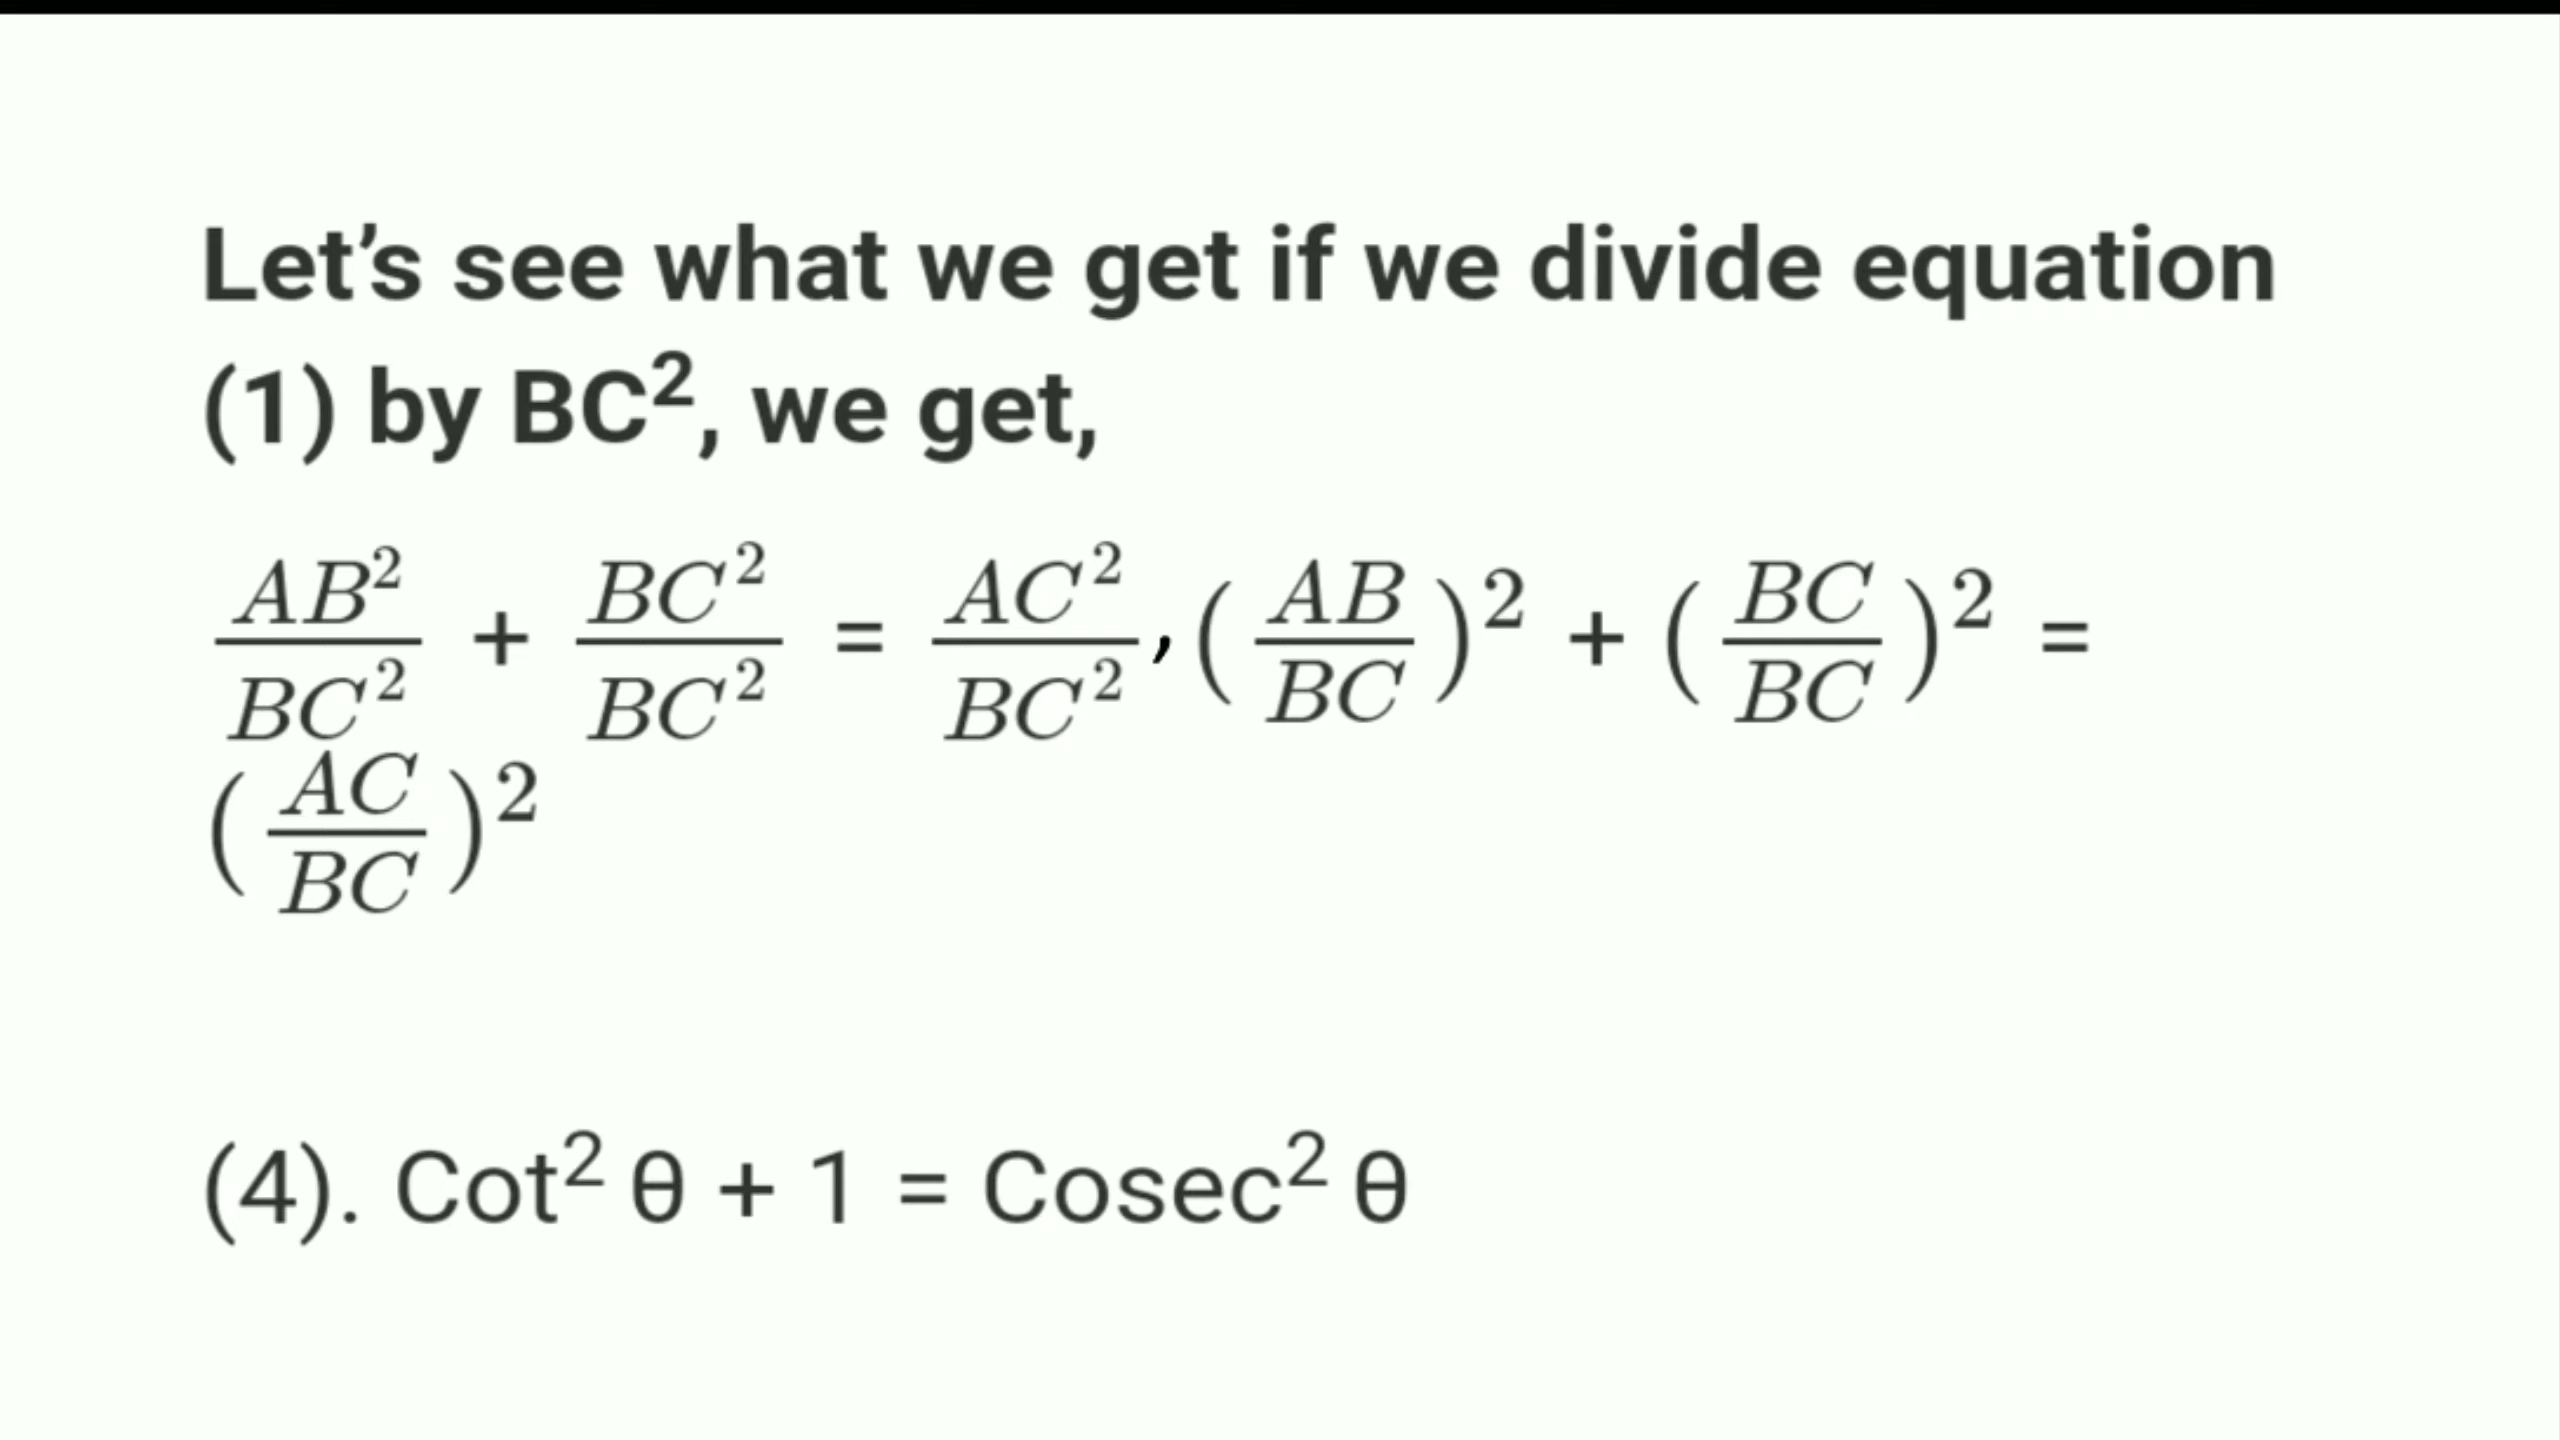 Let’s see what we get if we divide equation
(1) by BC², we get,
AB²/BC² + BC²/BC² = AC²/BC², (AB/BC)² + (BC/BC)² =
(AC/BC)²
(4). Cot² θ + 1 = Cosec² θ